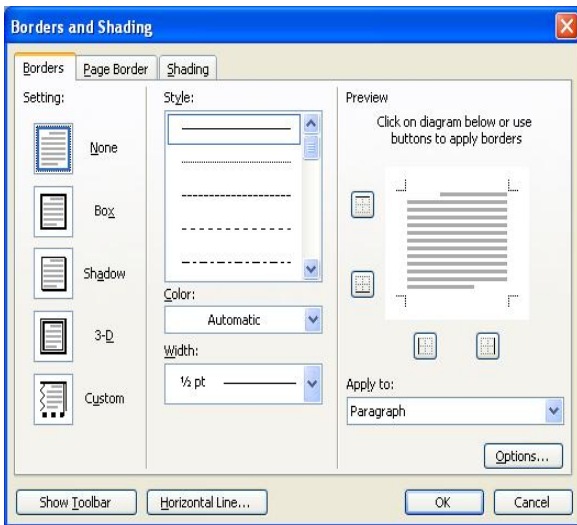 Borders and Shading
Borders
Page Border
Shading
Setting:
None
Box
Shadow
3-D
Custom
Style:
Color:
Automatic
Width:
½ pt
Preview
Click on diagram below or use
buttons to apply borders
Apply to:
Paragraph
Options...
Show Toolbar
Horizontal Line...
OK
Cancel